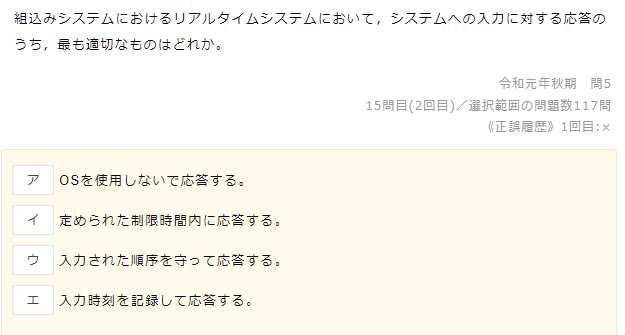 組込みシステムにおけるリアルタイムシステムにおいて，システムへの入力に対する応答の
うち，最も適切なものはどれか。
令和元年秋期　問5
15問目(2回目)／選択範囲の問題数117問
《正誤履歴》1回目:×
ア OSを使用しないで応答する。
イ 定められた制限時間内に応答する。
ウ 入力された順序を守って応答する。
エ 入力時刻を記録して応答する。